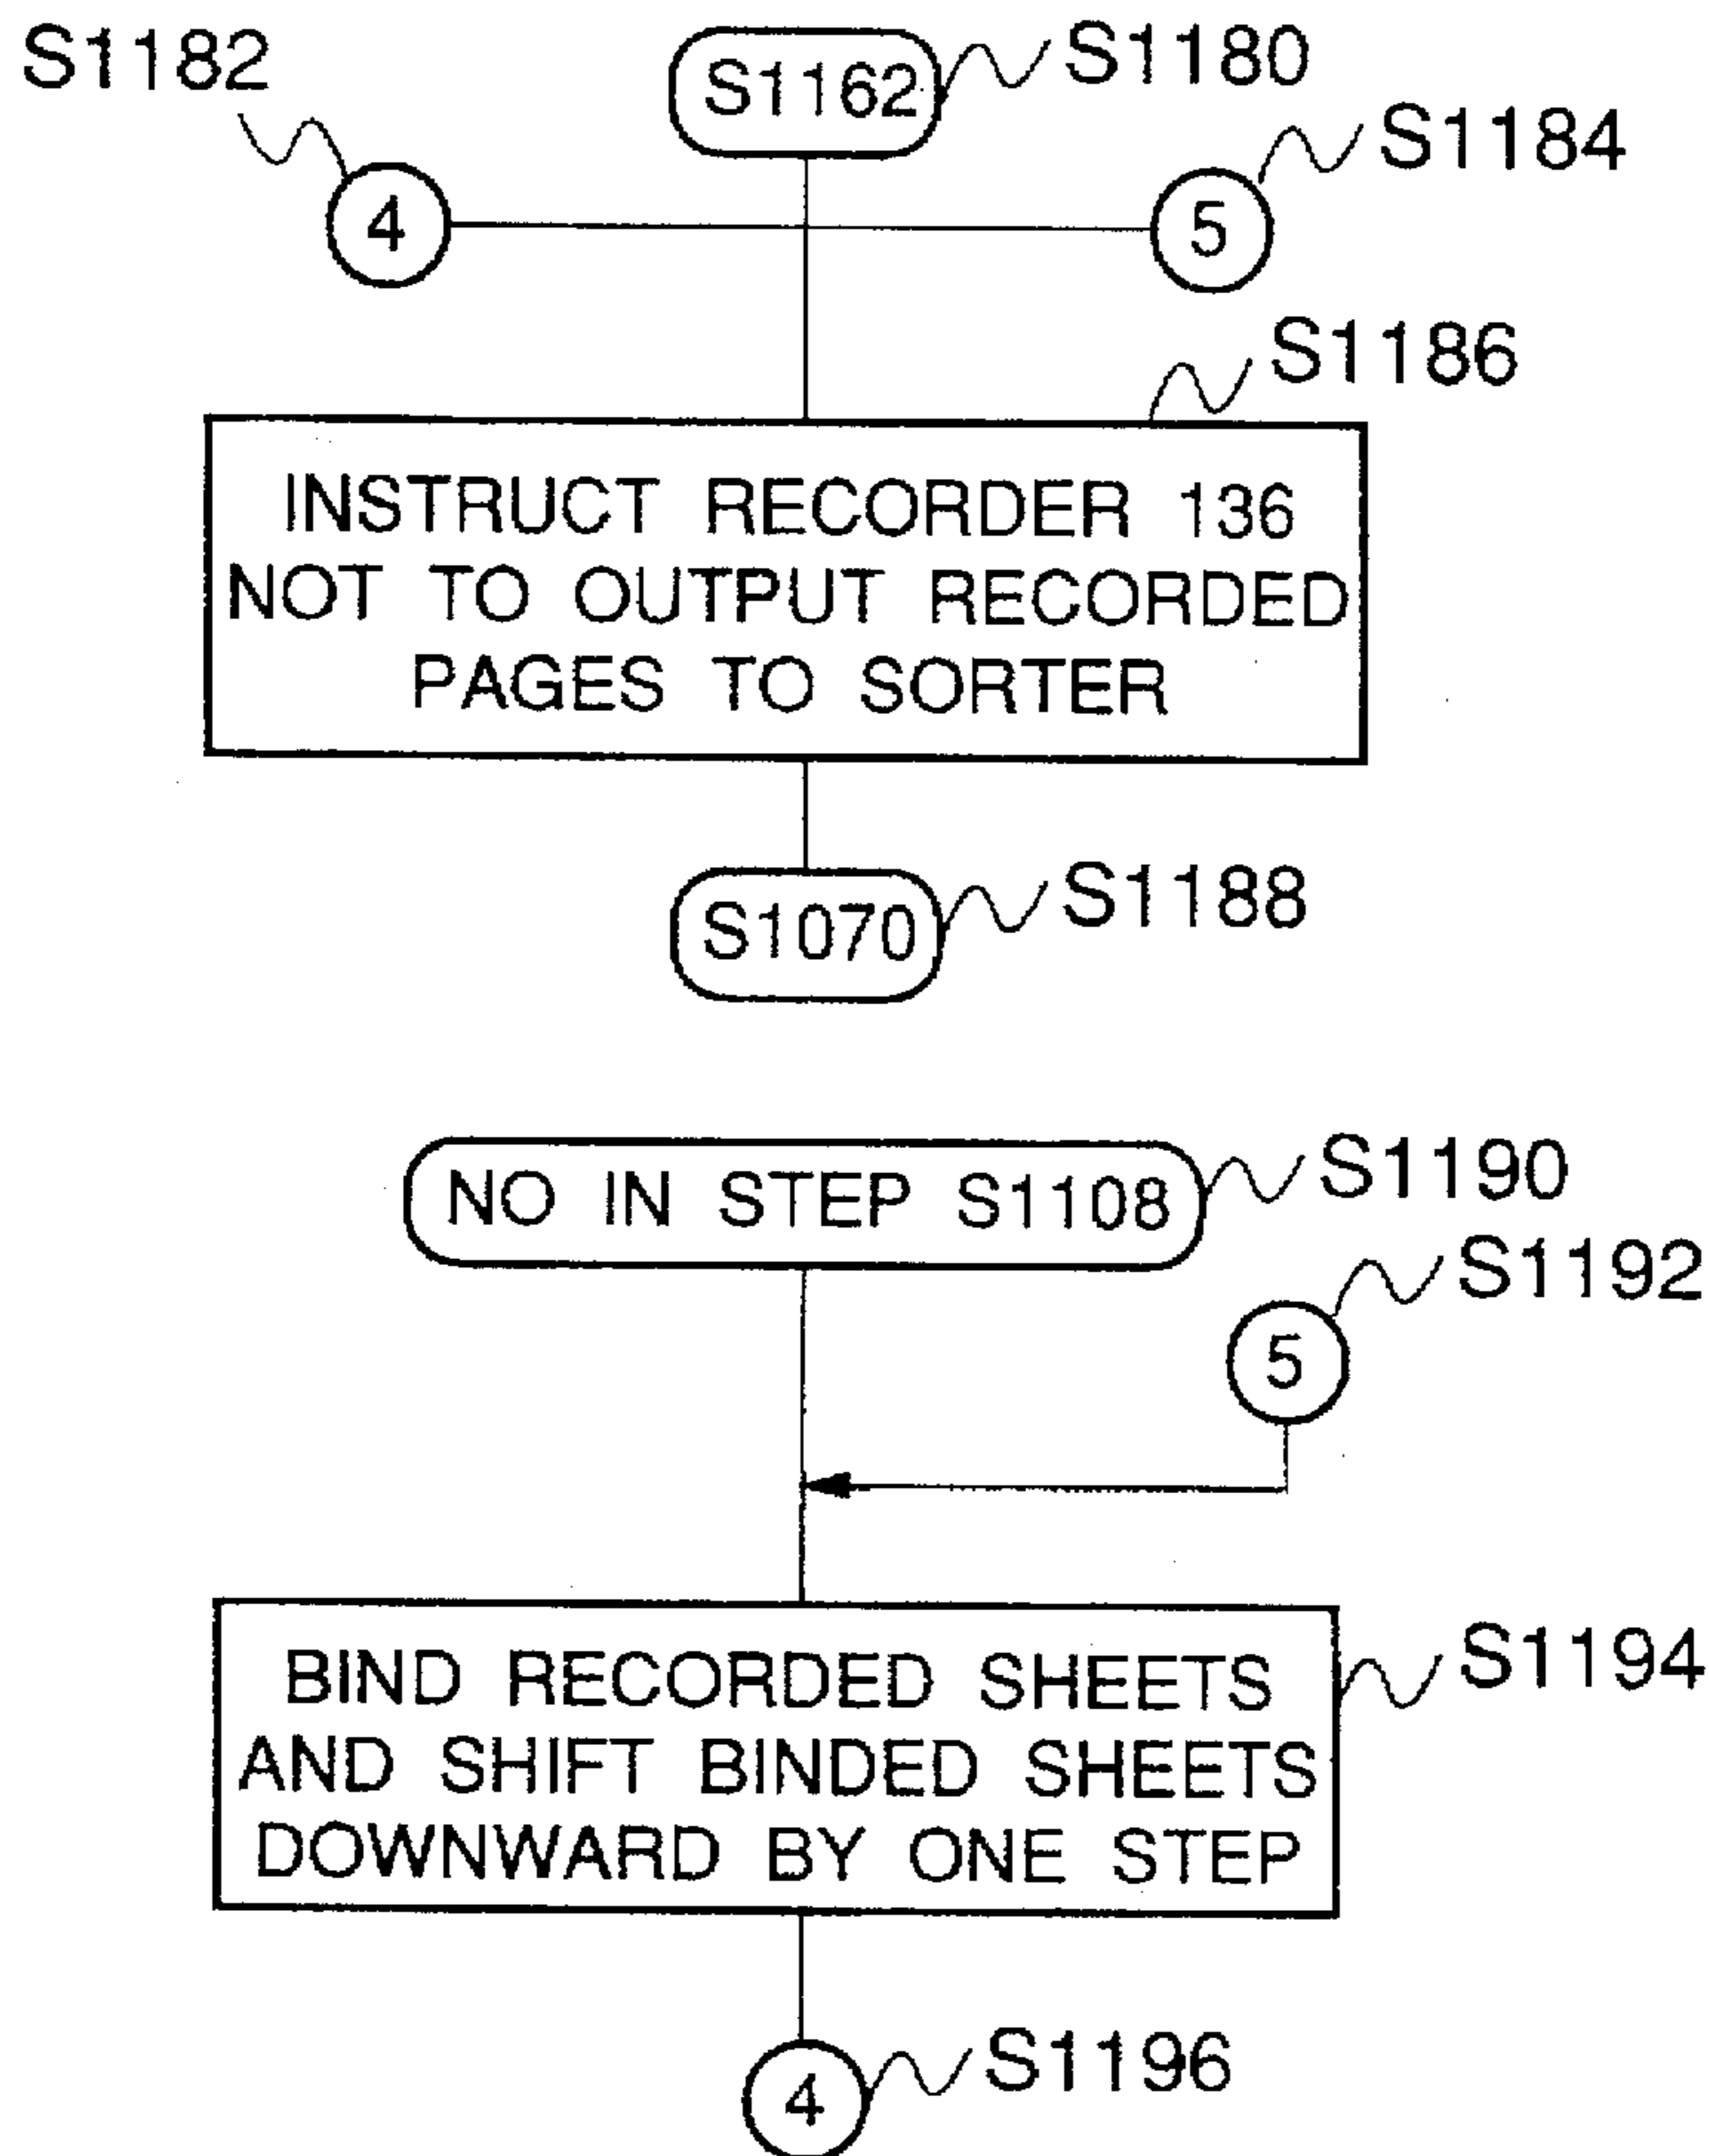 S1182
S1162
S1180
S1184
4
5
S1186
INSTRUCT RECORDER 136
NOT TO OUTPUT RECORDED
PAGES TO SORTER
S1070
S1188
NO IN STEP S1108
S1190
S1192
5
BIND RECORDED SHEETS
AND SHIFT BINDED SHEETS
DOWNWARD BY ONE STEP
S1194
4
S1196